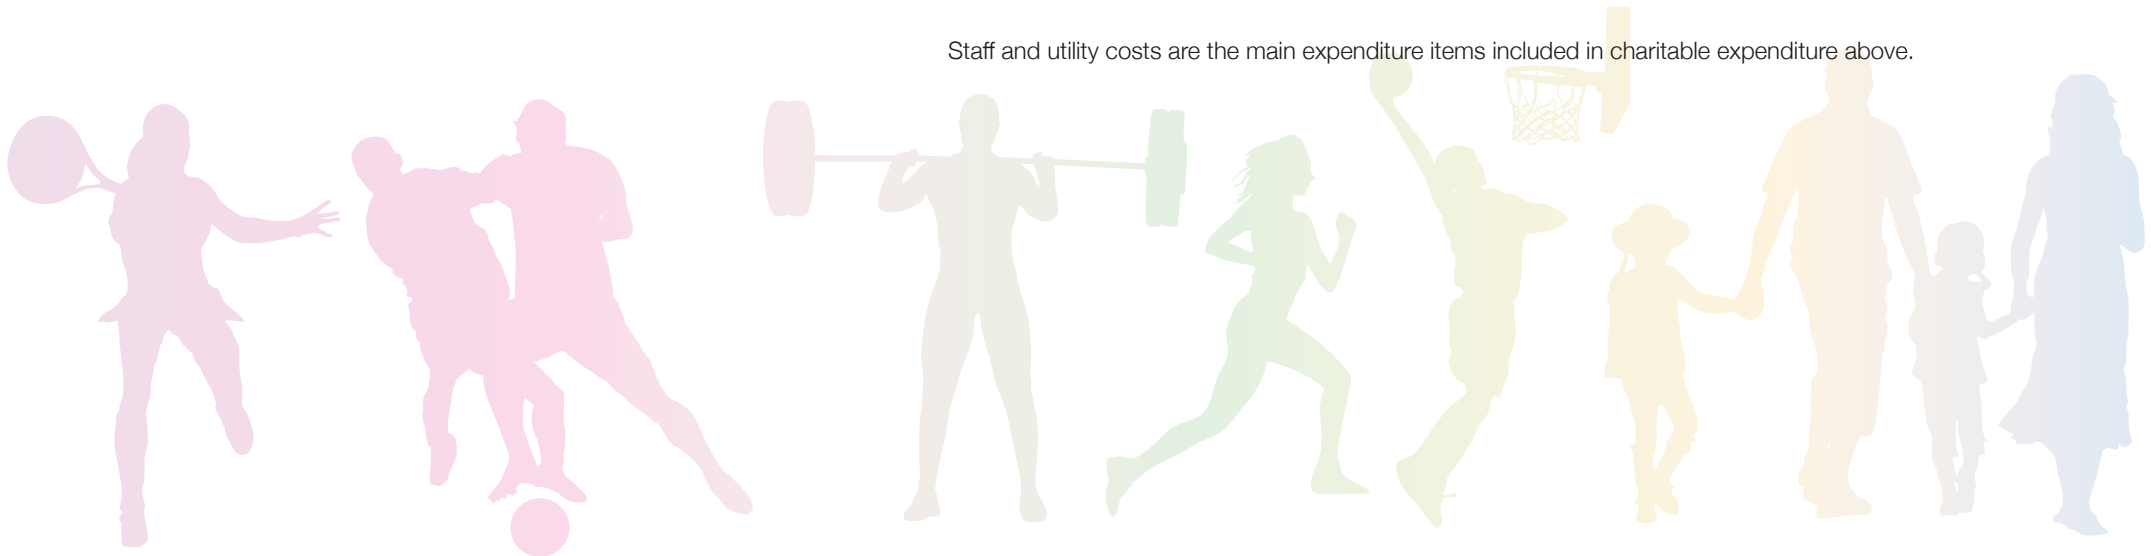 Staff and utility costs are the main expenditure items included in charitable expenditure above.